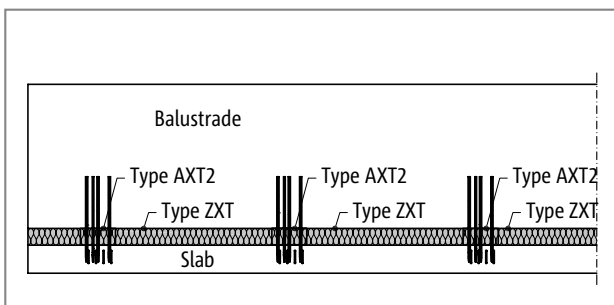 Balustrade
Type AXT2 Type AXT2 Type AXT2
Type ZXT Type ZXT Type ZXT
Slab